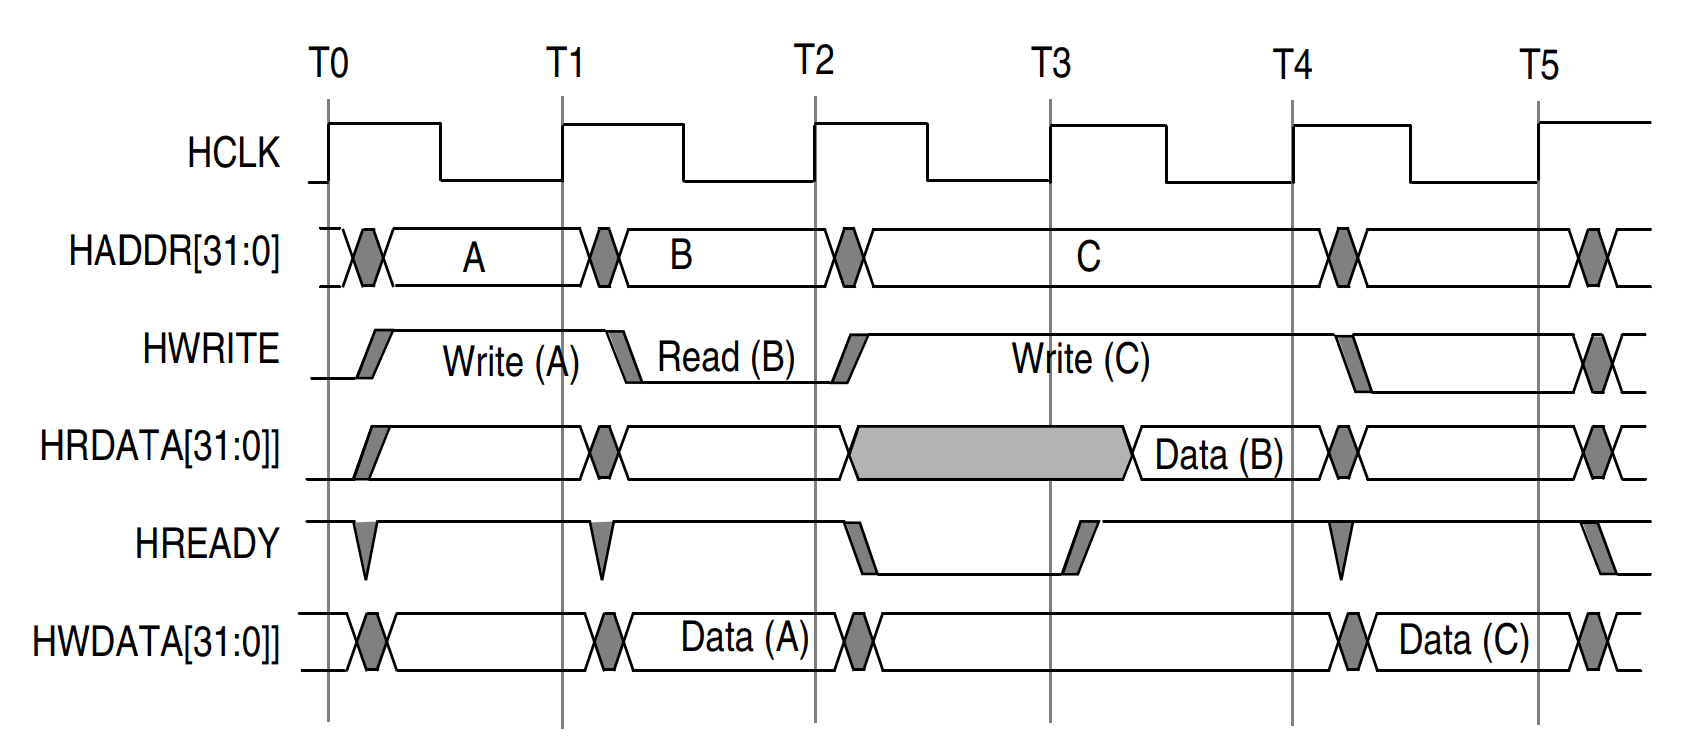 T0 T1 T2 T3 T4 T5
HCLK
HADDR[31:0] A B C
HWRITE Write (A) Read (B) Write (C)
HRDATA[31:0]] Data (B)
HREADY
HWDATA[31:0]] Data (A) Data (C)